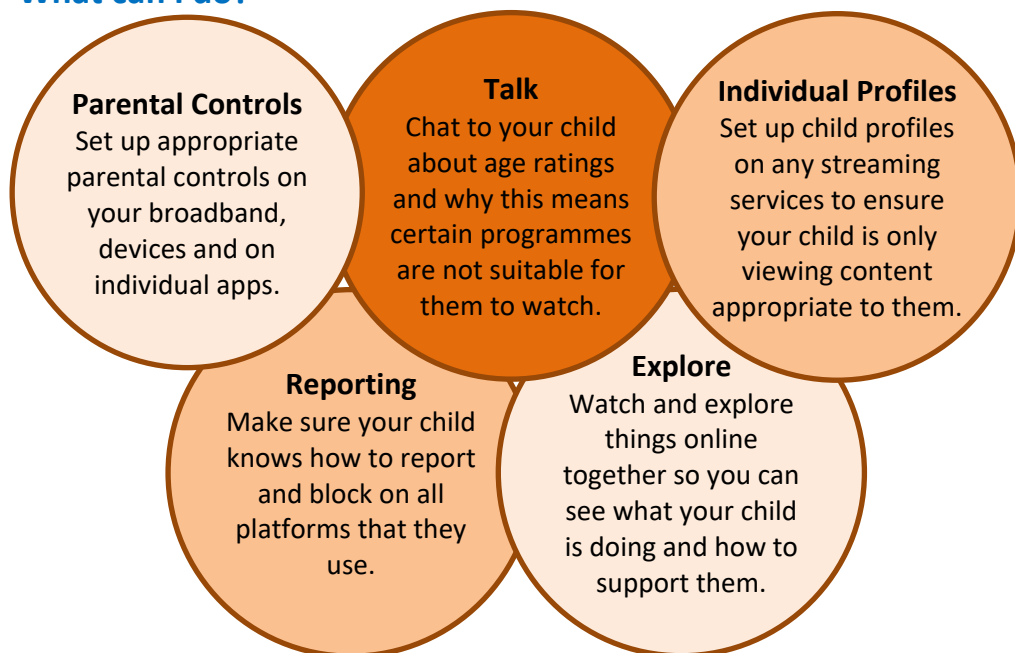 What can I do?
Parental Controls
Set up appropriate
parental controls on
your broadband,
devices and on
individual apps.
Talk
Chat to your child
about age ratings
and why this means
certain programmes
are not suitable for
them to watch.
Individual Profiles
Set up child profiles
on any streaming
services to ensure
your child is only
viewing content
appropriate to them.
Reporting
Make sure your child
knows how to report
and block on all
platforms that they
use.
Explore
Watch and explore
things online
together so you can
see what your child
is doing and how to
support them.